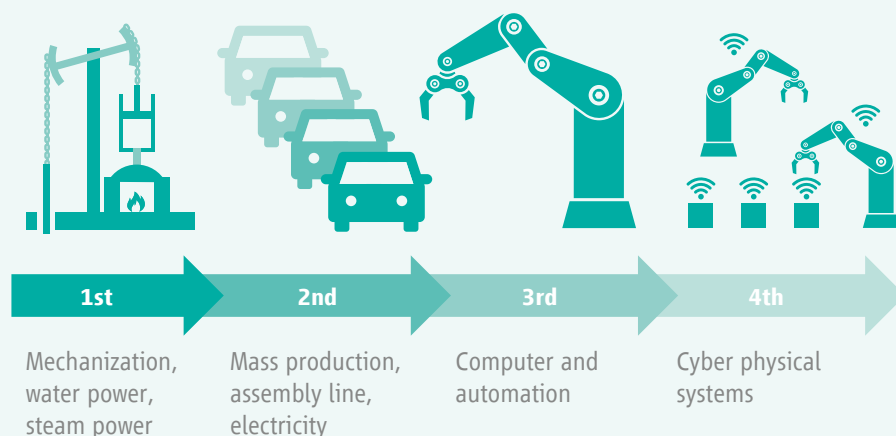 1st
2nd
3rd
4th
Mechanization,
water power,
steam power
Mass production,
assembly line,
electricity
Computer and
automation
Cyber physical
systems